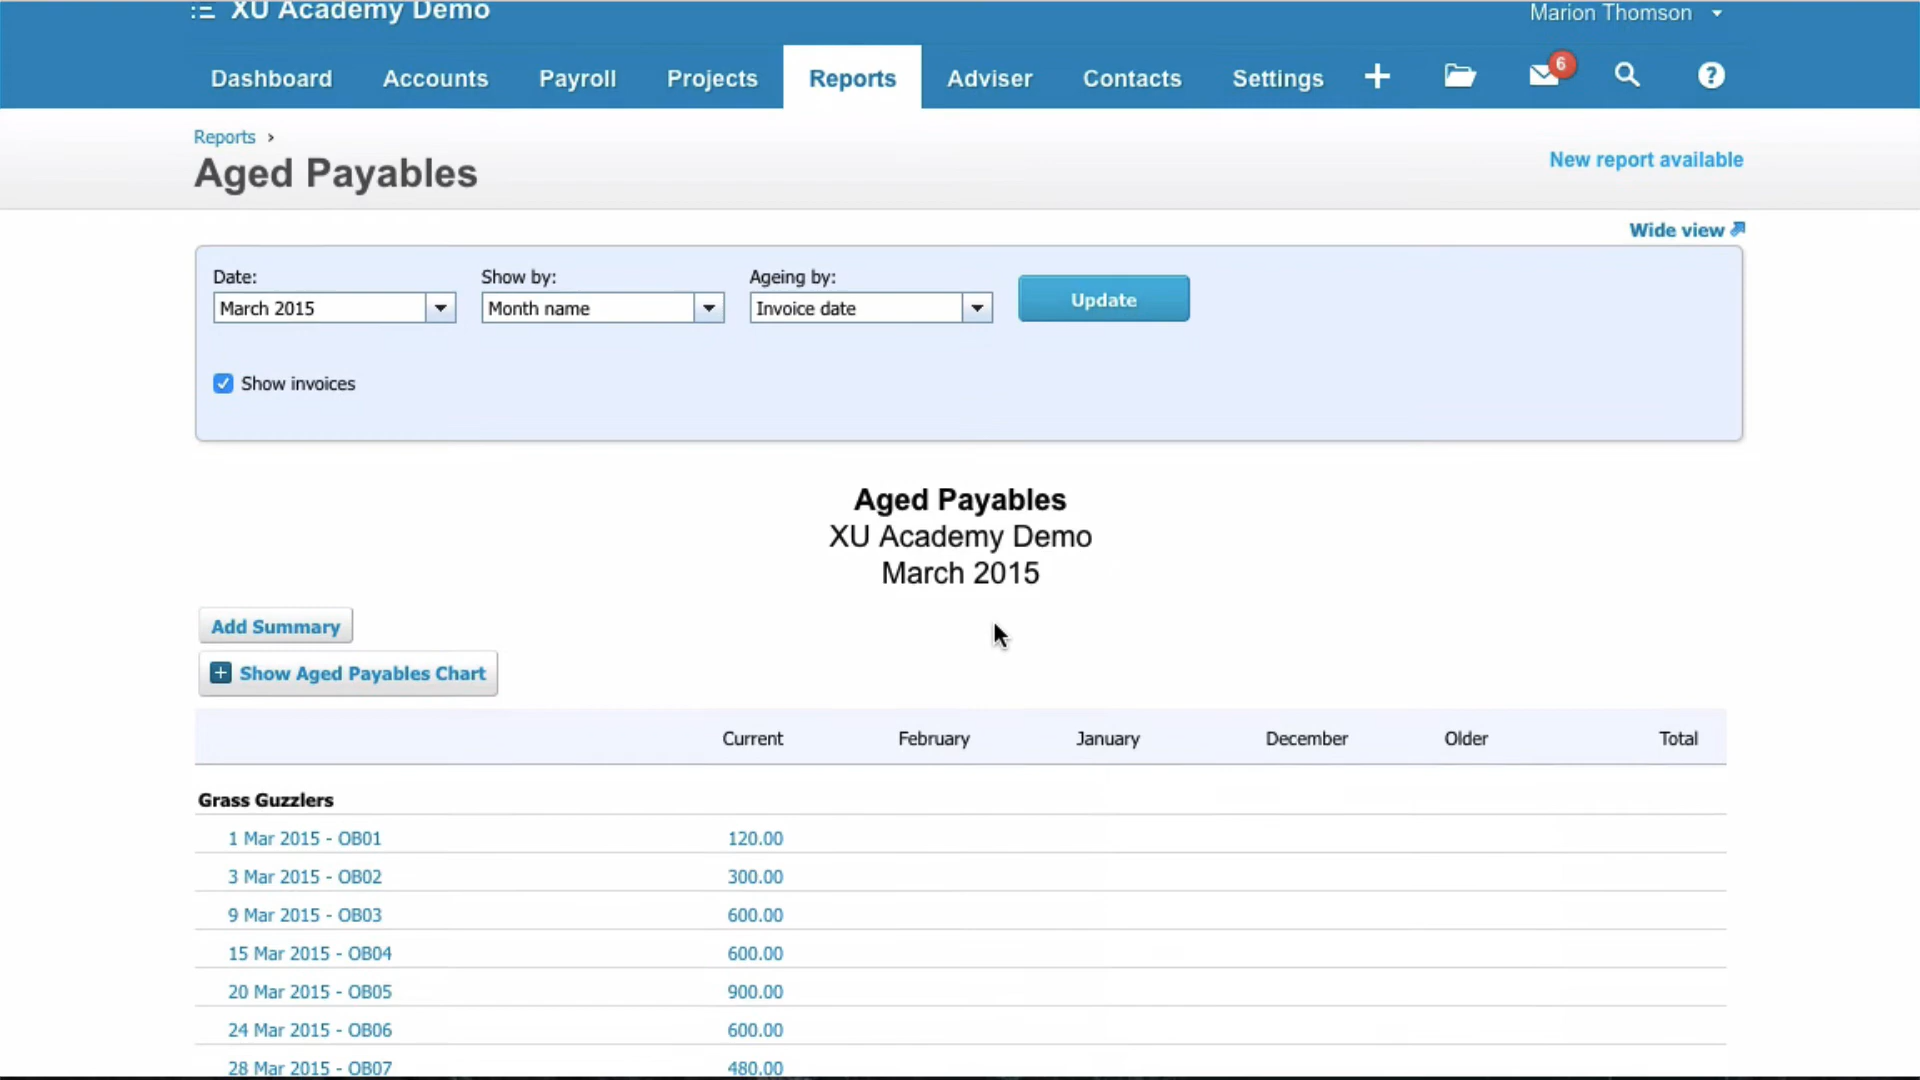 XU Academy Demo
Marion Thomson
Dashboard Accounts Payroll Projects Reports Adviser Contacts Settings 6 ?
Reports ›
Aged Payables
New report available
Wide view
Date: Show by: Ageing by:
March 2015 Month name Invoice date Update
Show invoices
Aged Payables
XU Academy Demo
March 2015
Add Summary
Show Aged Payables Chart
Current February January December Older Total
Grass Guzzlers
1 Mar 2015 - OB01 120.00
3 Mar 2015 - OB02 300.00
9 Mar 2015 - OB03 600.00
15 Mar 2015 - OB04 600.00
20 Mar 2015 - OB05 900.00
24 Mar 2015 - OB06 600.00
28 Mar 2015 - OB07 480.00